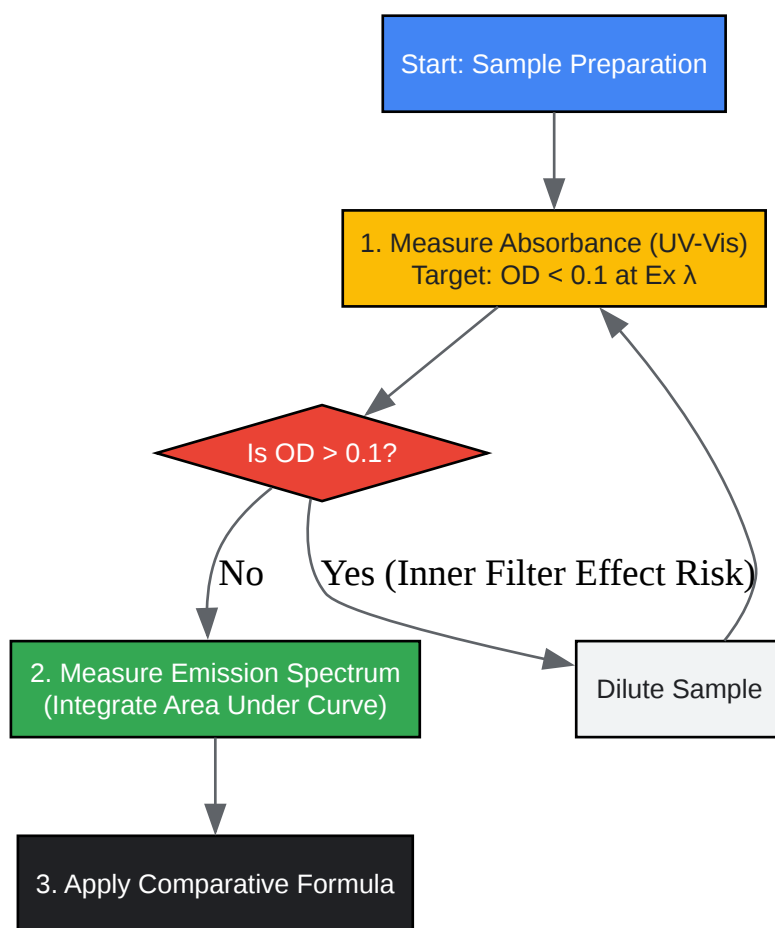 Start: Sample Preparation
1. Measure Absorbance (UV-Vis)
Target: OD < 0.1 at Ex λ
Is OD > 0.1?
No
Yes (Inner Filter Effect Risk)
2. Measure Emission Spectrum
(Integrate Area Under Curve)
Dilute Sample
3. Apply Comparative Formula